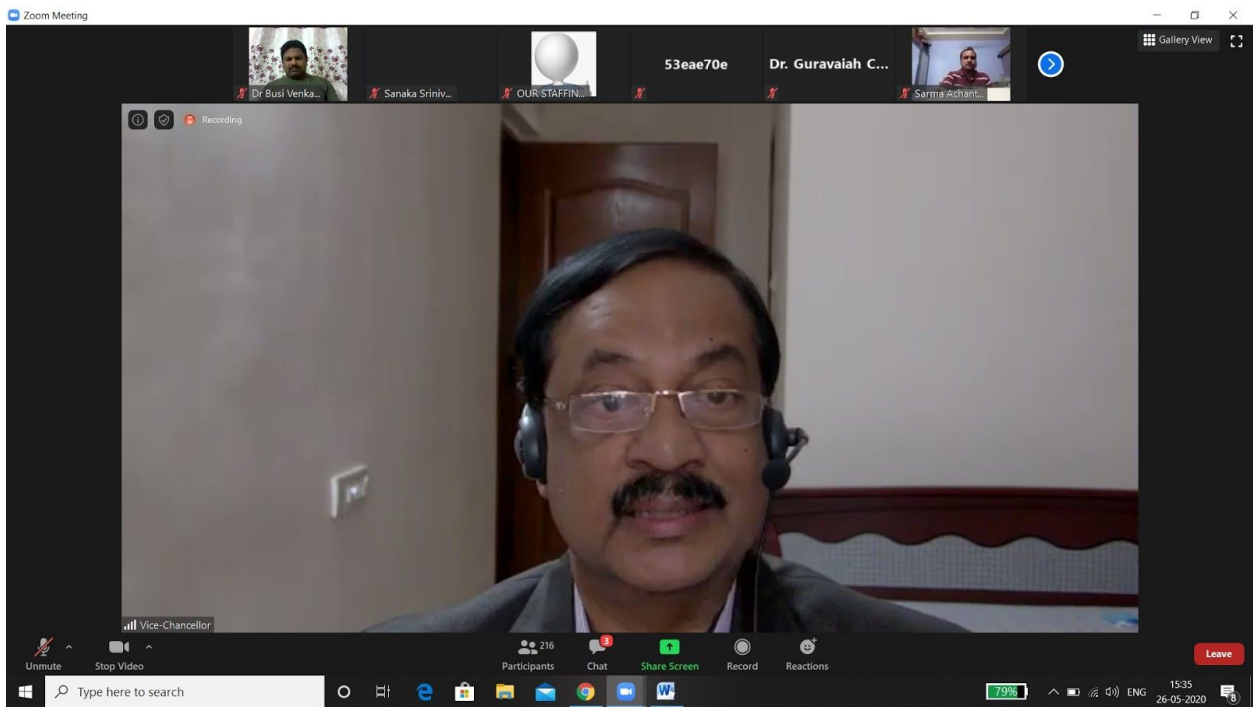 Zoom Meeting
Gallery View
53eae70e
Dr. Guravaiah C...
Dr Busi Venka...
Sanaka Sriniv...
OUR STAFFIN...
Sarma Achant...
Recording
Vice-Chancellor
216
3
Unmute
Stop Video
Participants
Chat
Share Screen
Record
Reactions
Leave
Type here to search
W
79%
ENG
15:35
26-05-2020
8